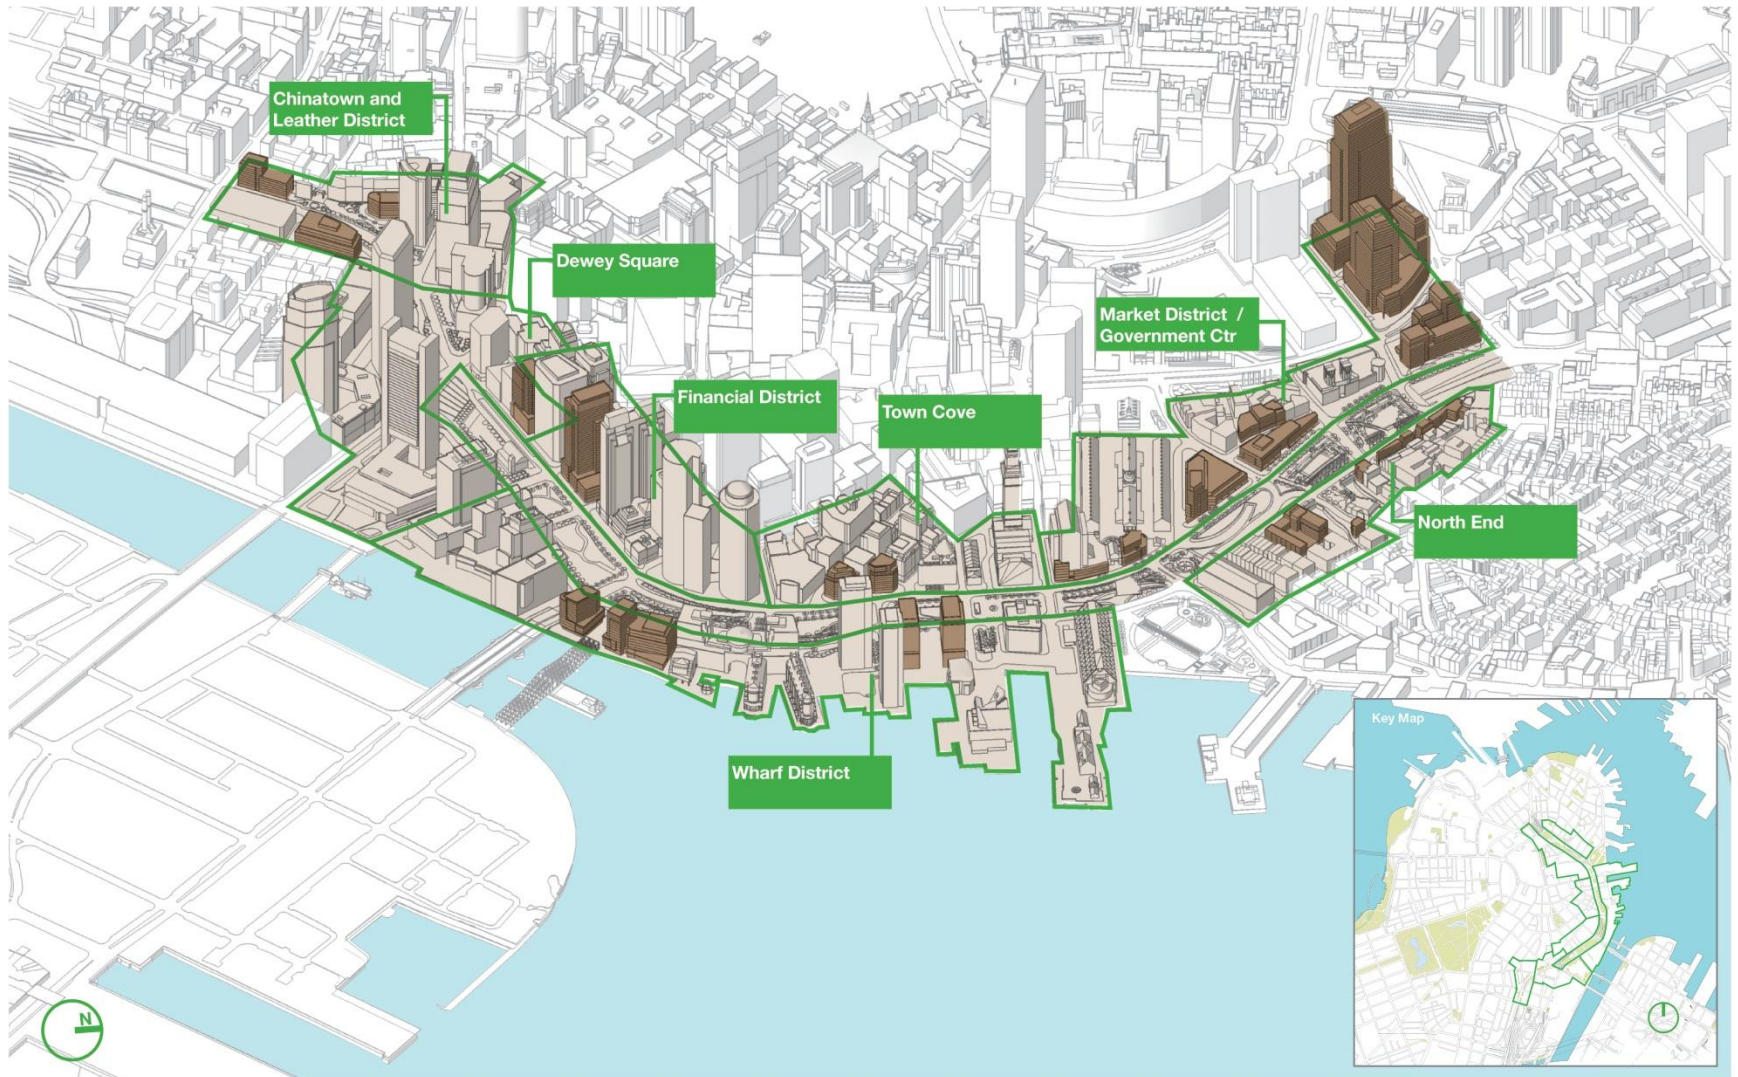 Chinatown and
Leather District
Dewey Square
Market District /
Government Ctr
Financial District
Town Cove
North End
Wharf District
Key Map
N